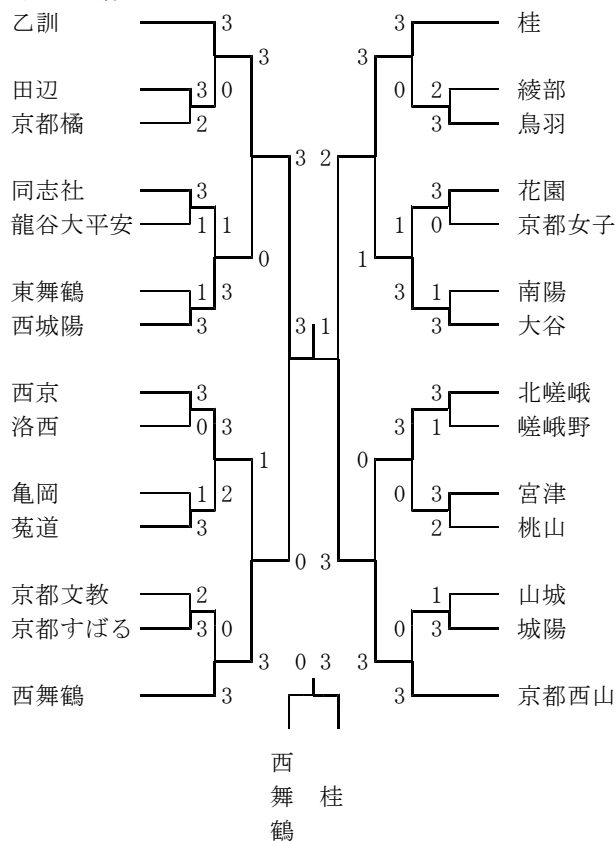 乙訓 3 3 桂
3 3
田辺 3 0 0 2 綾部
京都橘 2 3 鳥羽
3 2
同志社 3 3 花園
龍谷大平安 1 1 1 0 京都女子
0 1
東舞鶴 1 3 3 1 南陽
西城陽 3 3 大谷
3 1
西京 3 3 北嵯峨
洛西 0 3 3 1 嵯峨野
1 0
亀岡 1 2 0 3 宮津
莵道 3 2 桃山
0 3
京都文教 2 1 山城
京都すばる 3 0 0 3 城陽
3 0 3 3
西舞鶴 3 3 京都西山
西舞鶴 桂